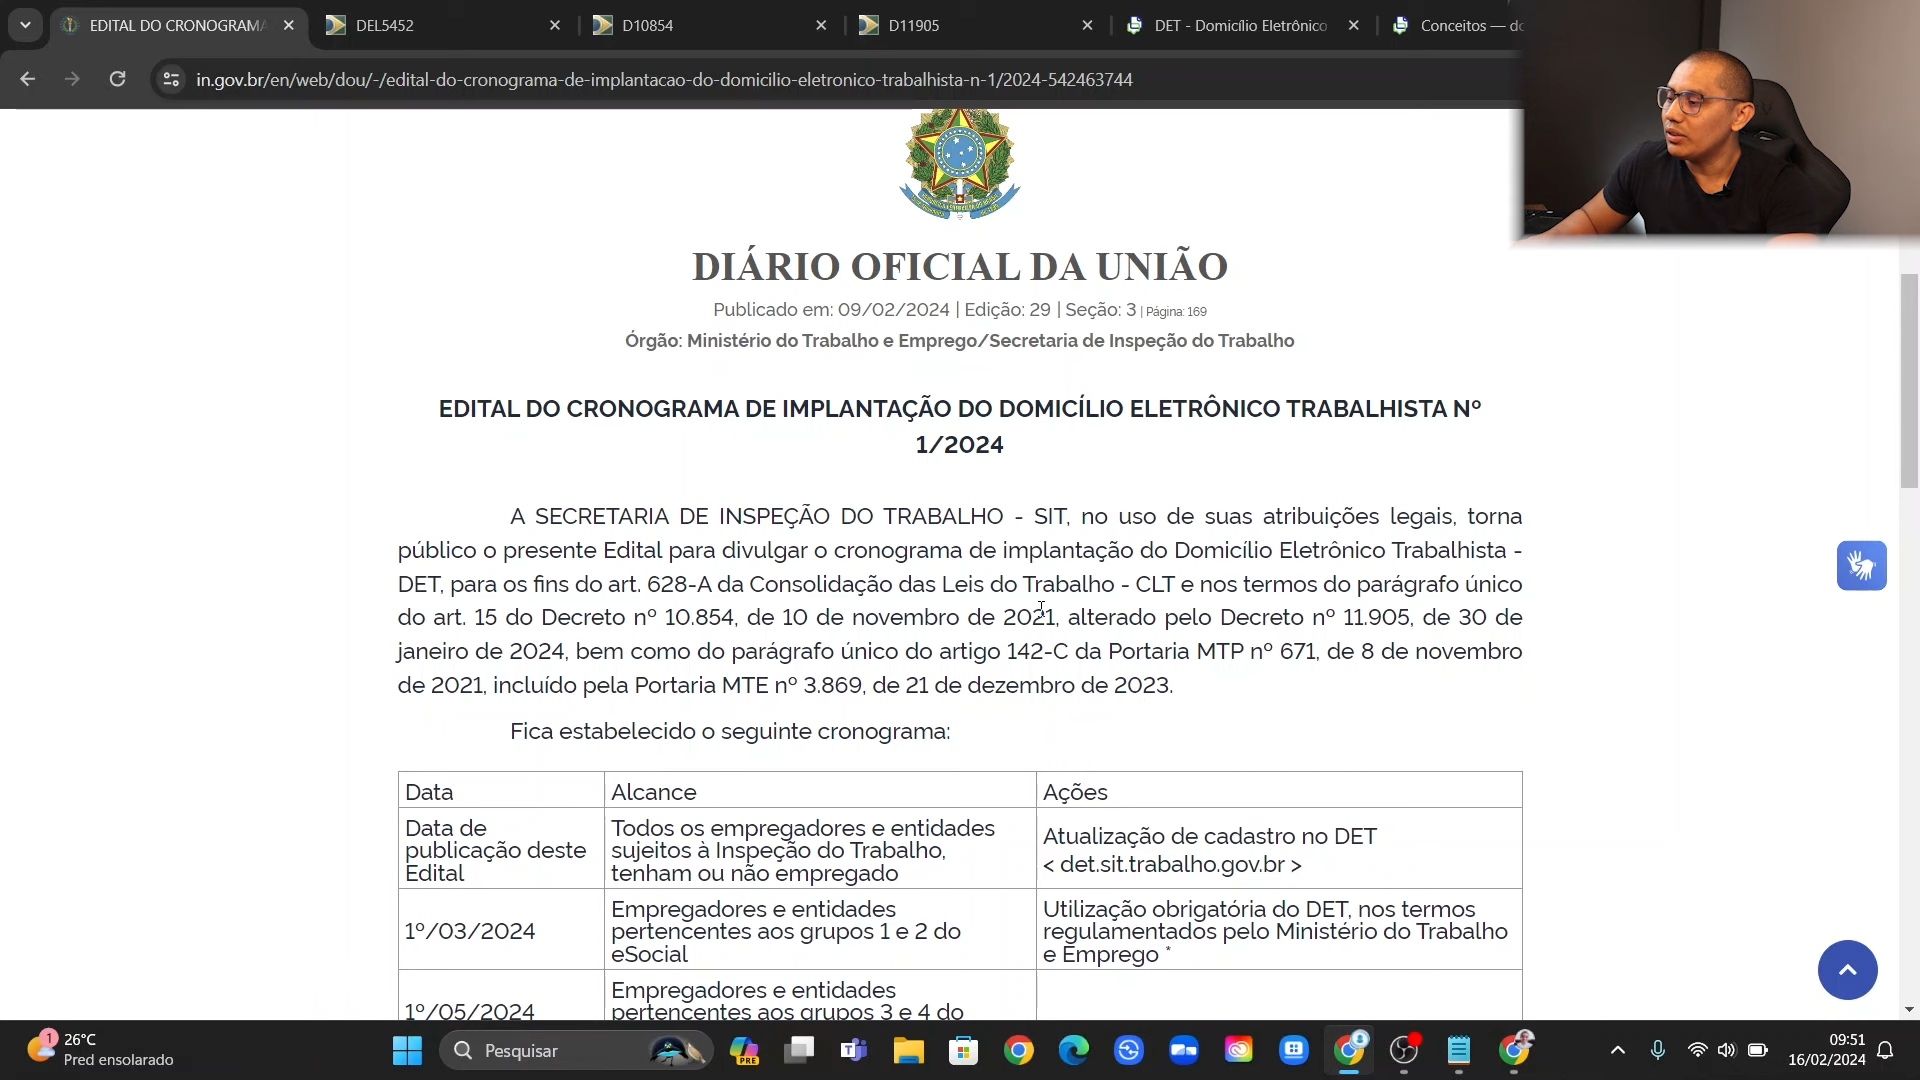 EDITAL DO CRONOGRAMA
DEL5452
D10854
D11905
DET - Domicílio Eletrônico
Conceitos —
in.gov.br/en/web/dou/-/edital-do-cronograma-de-implantacao-do-domicilio-eletronico-trabalhista-n-1/2024-542463744
DIÁRIO OFICIAL DA UNIÃO
Publicado em: 09/02/2024 | Edição: 29 | Seção: 3 | Página: 169
Órgão: Ministério do Trabalho e Emprego/Secretaria de Inspeção do Trabalho
EDITAL DO CRONOGRAMA DE IMPLANTAÇÃO DO DOMICÍLIO ELETRÔNICO TRABALHISTA Nº
1/2024
A SECRETARIA DE INSPEÇÃO DO TRABALHO - SIT, no uso de suas atribuições legais, torna
público o presente Edital para divulgar o cronograma de implantação do Domicílio Eletrônico Trabalhista -
DET, para os fins do art. 628-A da Consolidação das Leis do Trabalho - CLT e nos termos do parágrafo único
do art. 15 do Decreto nº 10.854, de 10 de novembro de 2021, alterado pelo Decreto nº 11.905, de 30 de
janeiro de 2024, bem como do parágrafo único do artigo 142-C da Portaria MTP nº 671, de 8 de novembro
de 2021, incluído pela Portaria MTE nº 3.869, de 21 de dezembro de 2023.
Fica estabelecido o seguinte cronograma:
Data
Alcance
Ações
Data de
publicação deste
Edital
Todos os empregadores e entidades
sujeitos à Inspeção do Trabalho,
tenham ou não empregado
Atualização de cadastro no DET
< det.sit.trabalho.gov.br >
1º/03/2024
Empregadores e entidades
pertencentes aos grupos 1 e 2 do
eSocial
Utilização obrigatória do DET, nos termos
regulamentados pelo Ministério do Trabalho
e Emprego *
1º/05/2024
Empregadores e entidades
pertencentes aos grupos 3 e 4 do
1
26°C
Pred ensolarado
Pesquisar
PRE
09:51
16/02/2024